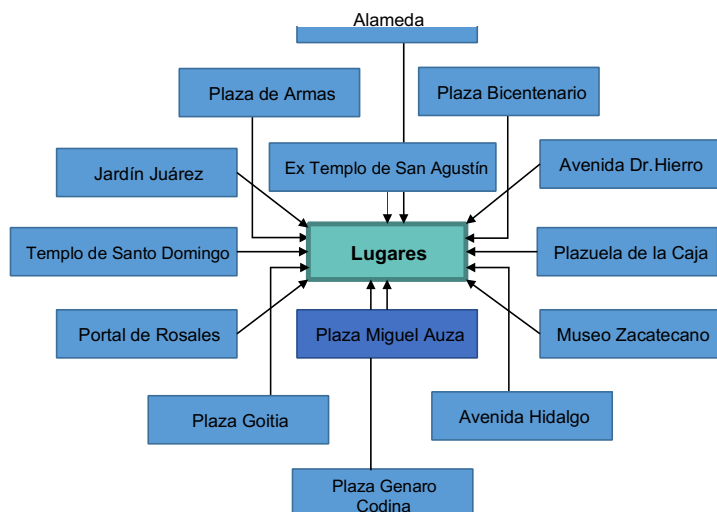 Alameda
Plaza de Armas
Plaza Bicentenario
Ex Templo de San Agustín
Avenida Dr.Hierro
Jardín Juárez
Templo de Santo Domingo
Lugares
Plazuela de la Caja
Portal de Rosales
Plaza Miguel Auza
Museo Zacatecano
Plaza Goitia
Avenida Hidalgo
Plaza Genaro
Codina